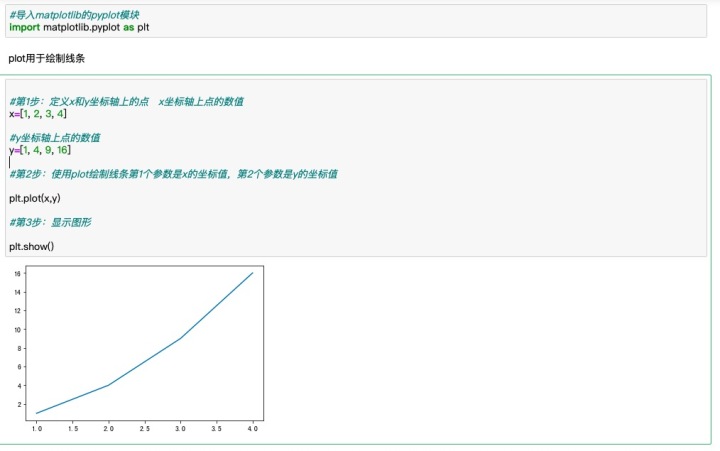 #导入matplotlib的pyplot模块
import matplotlib.pyplot as plt
plot用于绘制线条
#第1步：定义x和y坐标轴上的点 x坐标轴上点的数值
x=[1, 2, 3, 4]
#y坐标轴上点的数值
y=[1, 4, 9, 16]
#第2步：使用plot绘制线条第1个参数是x的坐标值，第2个参数是y的坐标值
plt.plot(x,y)
#第3步：显示图形
plt.show()
16
14
12
10
8
6
4
2
1.0 1.5 2.0 2.5 3.0 3.5 4.0